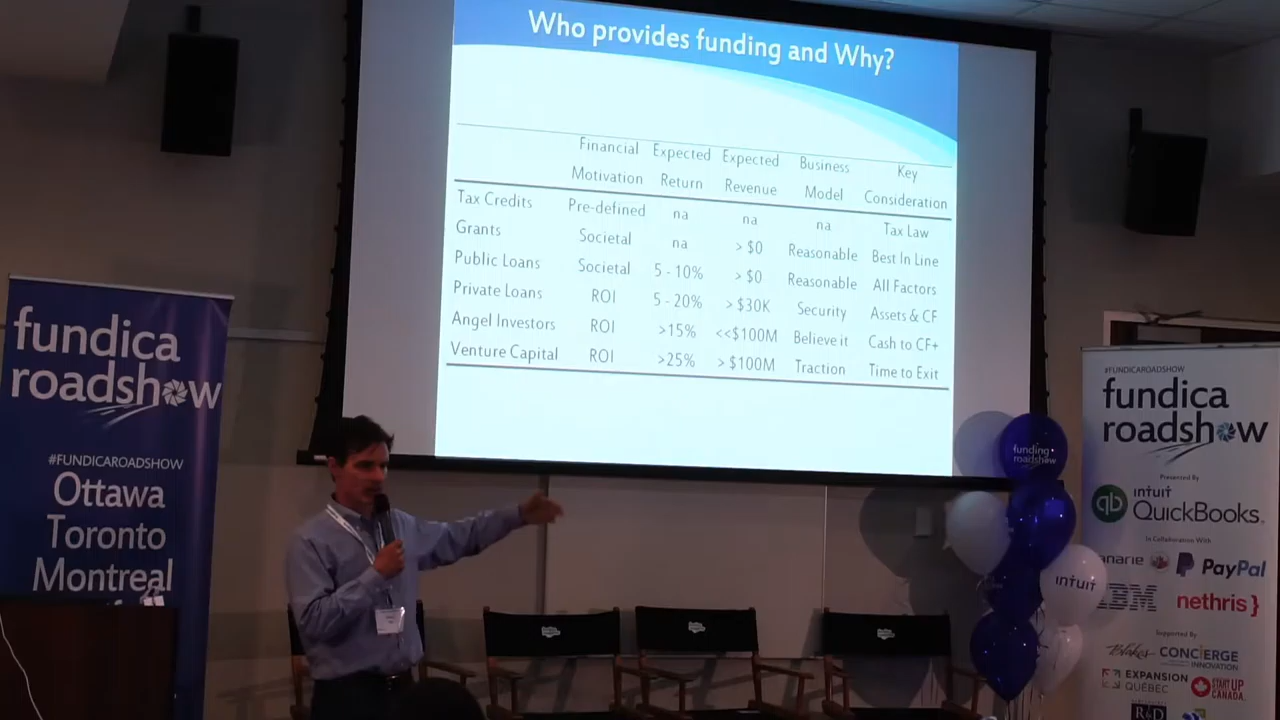 Who provides funding and Why?
Financial Motivation Expected Return Expected Revenue Business Model Key Consideration
Tax Credits Pre-defined na na na Tax Law
Grants Societal na > $0 Reasonable Best In Line
Public Loans Societal 5 - 10% > $0 Reasonable All Factors
Private Loans ROI 5 - 20% > $30K Security Assets & CF
Angel Investors ROI >15% <<$100M Believe it Cash to CF+
Venture Capital ROI >25% > $100M Traction Time to Exit
fundica
roadshow
#FUNDICAROADSHOW
Ottawa
Toronto
Montreal
funding
roadshow
intuit
#FUNDICAROADSHOW
fundica
roadshow
Presented By
qb intuit
QuickBooks
In Collaboration With
PayPal
IBM nethris}
Supported By
Blakes CONCIERGE
INNOVATION
EXPANSION
QUÉBEC
STARTUP
CANADA
R&D